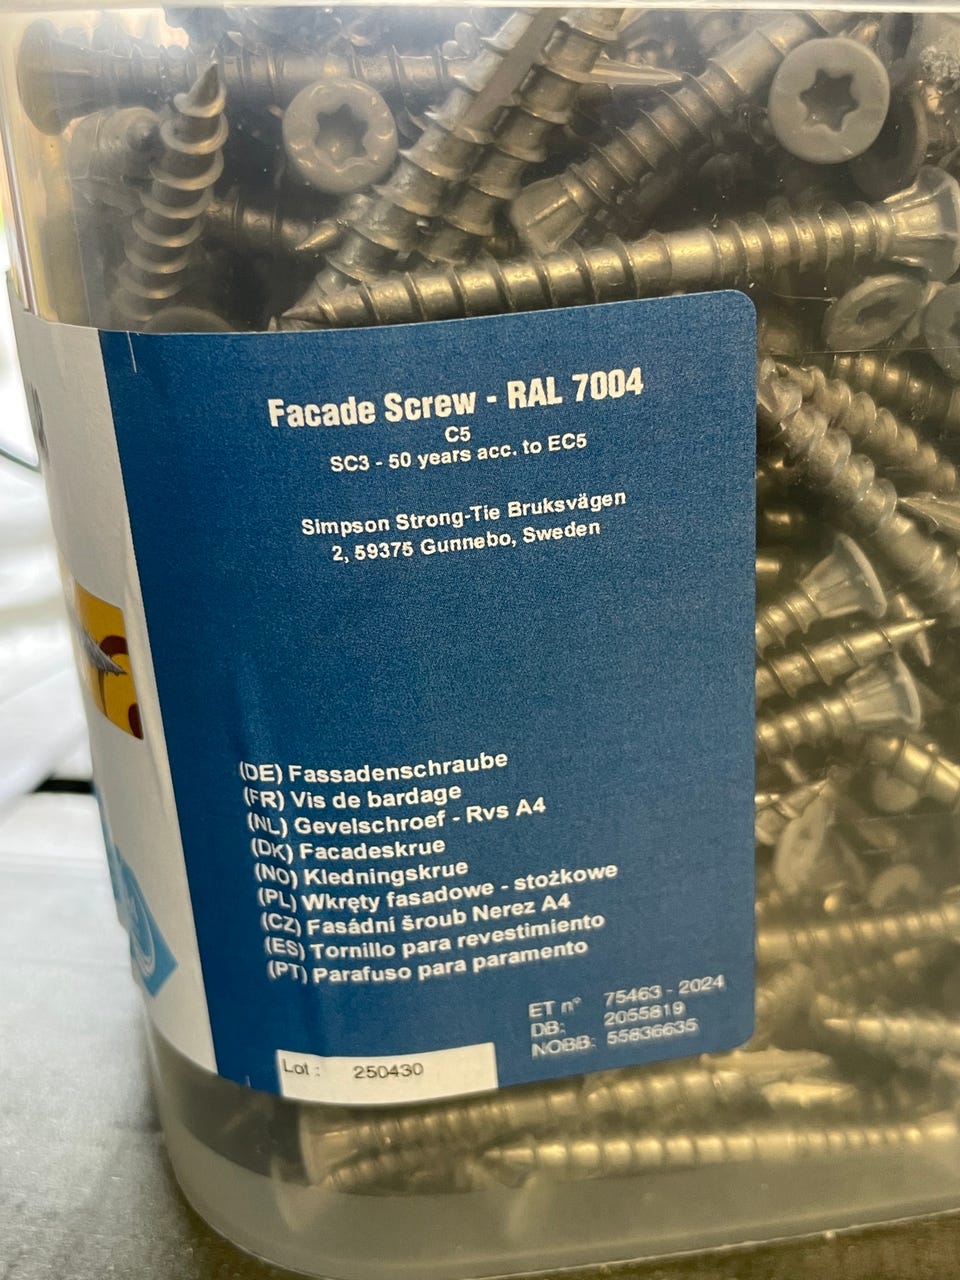 Facade Screw - RAL 7004
C5
SC3 - 50 years acc. to EC5
Simpson Strong-Tie Bruksvägen
2, 59375 Gunnebo, Sweden
(DE) Fassadenschraube
(FR) Vis de bardage
(NL) Gevelschroef - Rvs A4
(DK) Facadeskrue
(NO) Kledningskrue
(PL) Wkręty fasadowe - stożkowe
(CZ) Fasádní šroub Nerez A4
(ES) Tornillo para revestimiento
(PT) Parafuso para paramento
ET n° 75463 - 2024
DB: 2055819
NOBB: 55836635
Lot : 250430